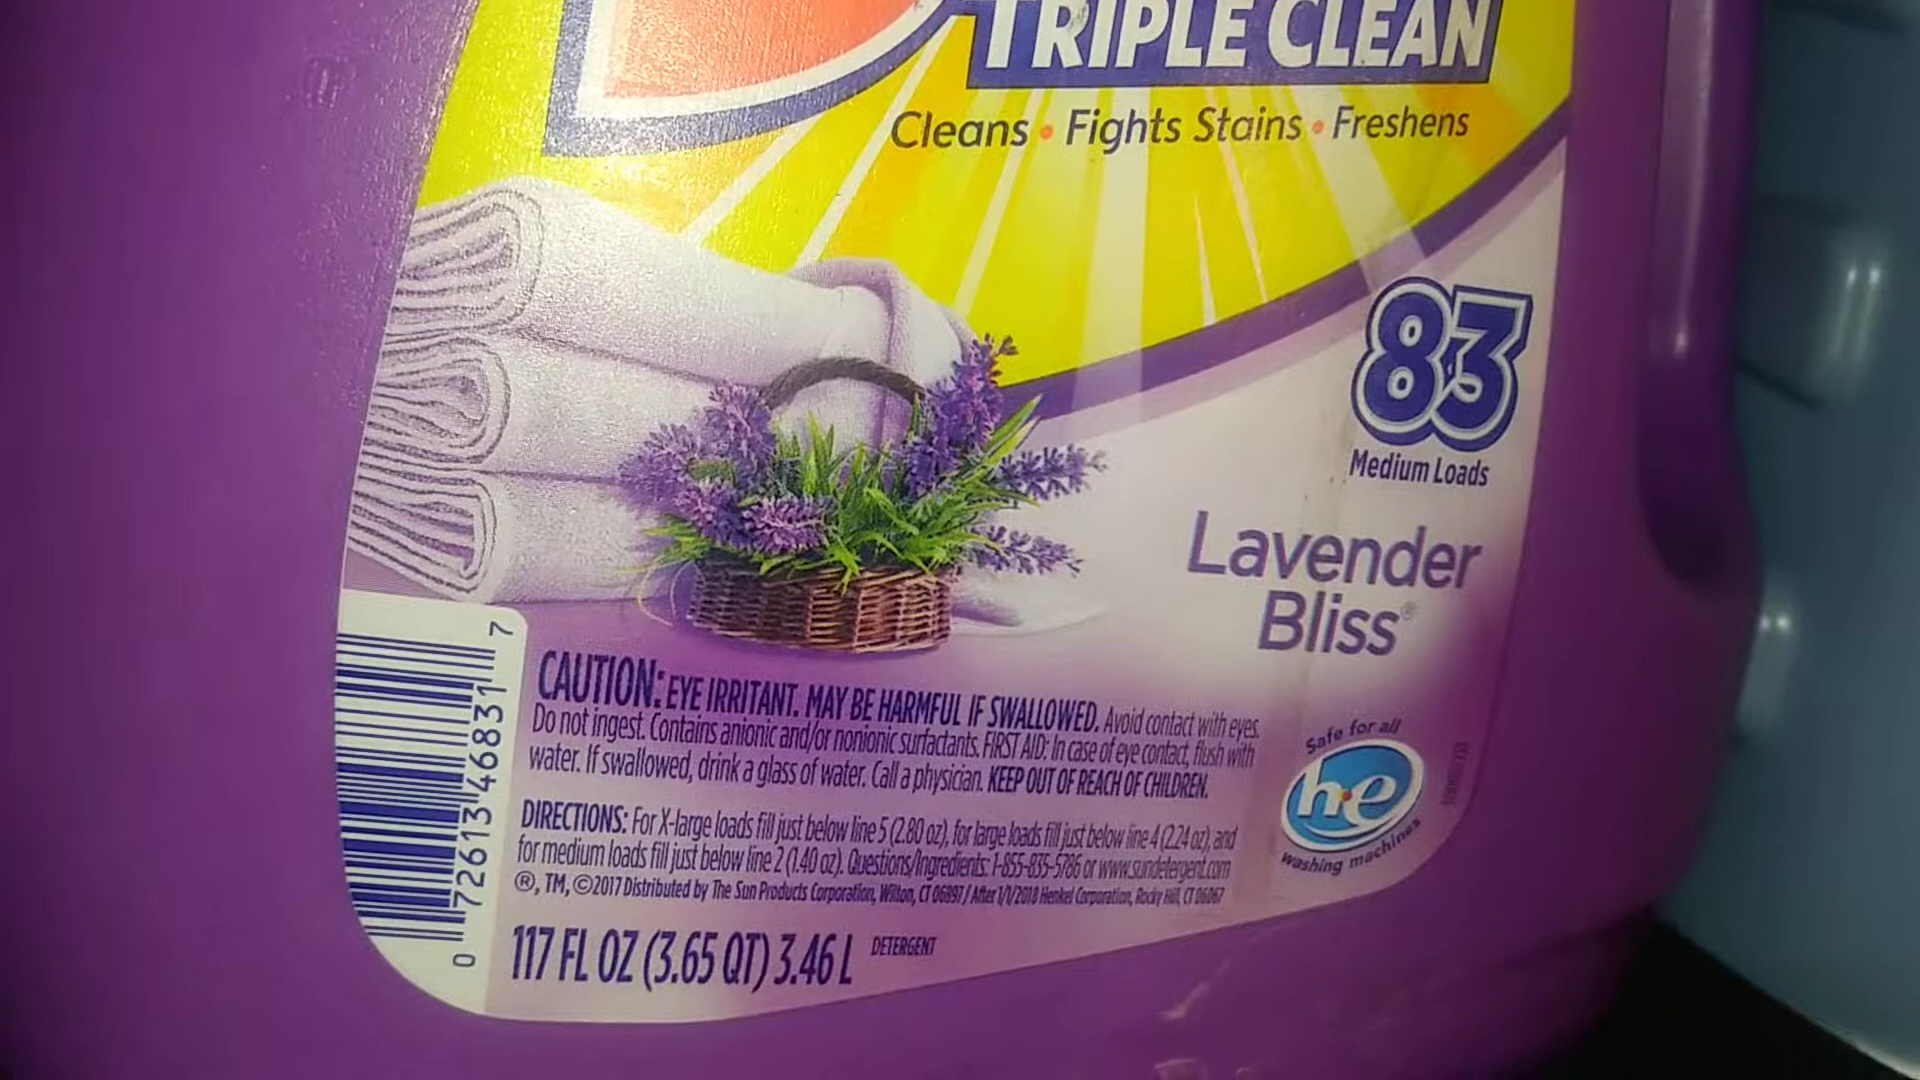 TRIPLE CLEAN
Cleans • Fights Stains • Freshens
83
Medium Loads
Lavender
Bliss®
CAUTION: EYE IRRITANT. MAY BE HARMFUL IF SWALLOWED. Avoid contact with eyes.
Do not ingest. Contains anionic and/or nonionic surfactants. FIRST AID: In case of eye contact, flush with
water. If swallowed, drink a glass of water. Call a physician. KEEP OUT OF REACH OF CHILDREN.
DIRECTIONS: For X-large loads fill just below line 5 (2.80 oz), for large loads fill just below line 4 (2.24 oz), and
for medium loads fill just below line 2 (1.40 oz). Questions/Ingredients: 1-855-835-5786 or www.sundetergent.com
®, TM, ©2017 Distributed by The Sun Products Corporation, Wilton, CT 06897 / After 1/1/2018 Henkel Corporation, Rocky Hill, CT 06067
117 FL OZ (3.65 QT) 3.46 L DETERGENT
Safe for all
he
washing machines
0 72613 46831 7